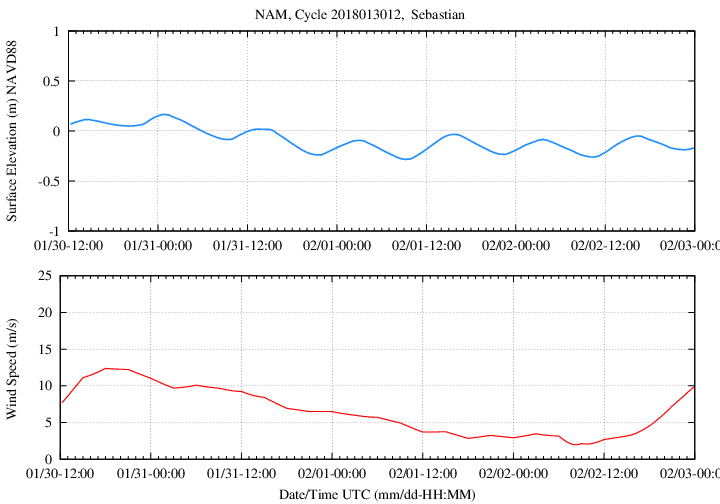 NAM, Cycle 2018013012, Sebastian
Surface Elevation (m) NAVD88
1
0.5
0
-0.5
-1
01/30-12:00 01/31-00:00 01/31-12:00 02/01-00:00 02/01-12:00 02/02-00:00 02/02-12:00 02/03-00:0
Wind Speed (m/s)
25
20
15
10
5
0
01/30-12:00 01/31-00:00 01/31-12:00 02/01-00:00 02/01-12:00 02/02-00:00 02/02-12:00 02/03-00:0
Date/Time UTC (mm/dd-HH:MM)